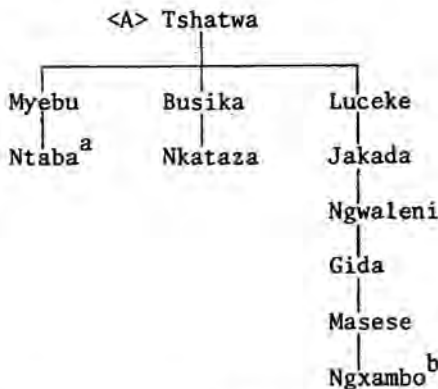 <A> Tshatwa
Myebu Busika Luceke
Ntaba a Nkataza Jakada
Ngwaleni
Gida
Masese
Ngxambo b